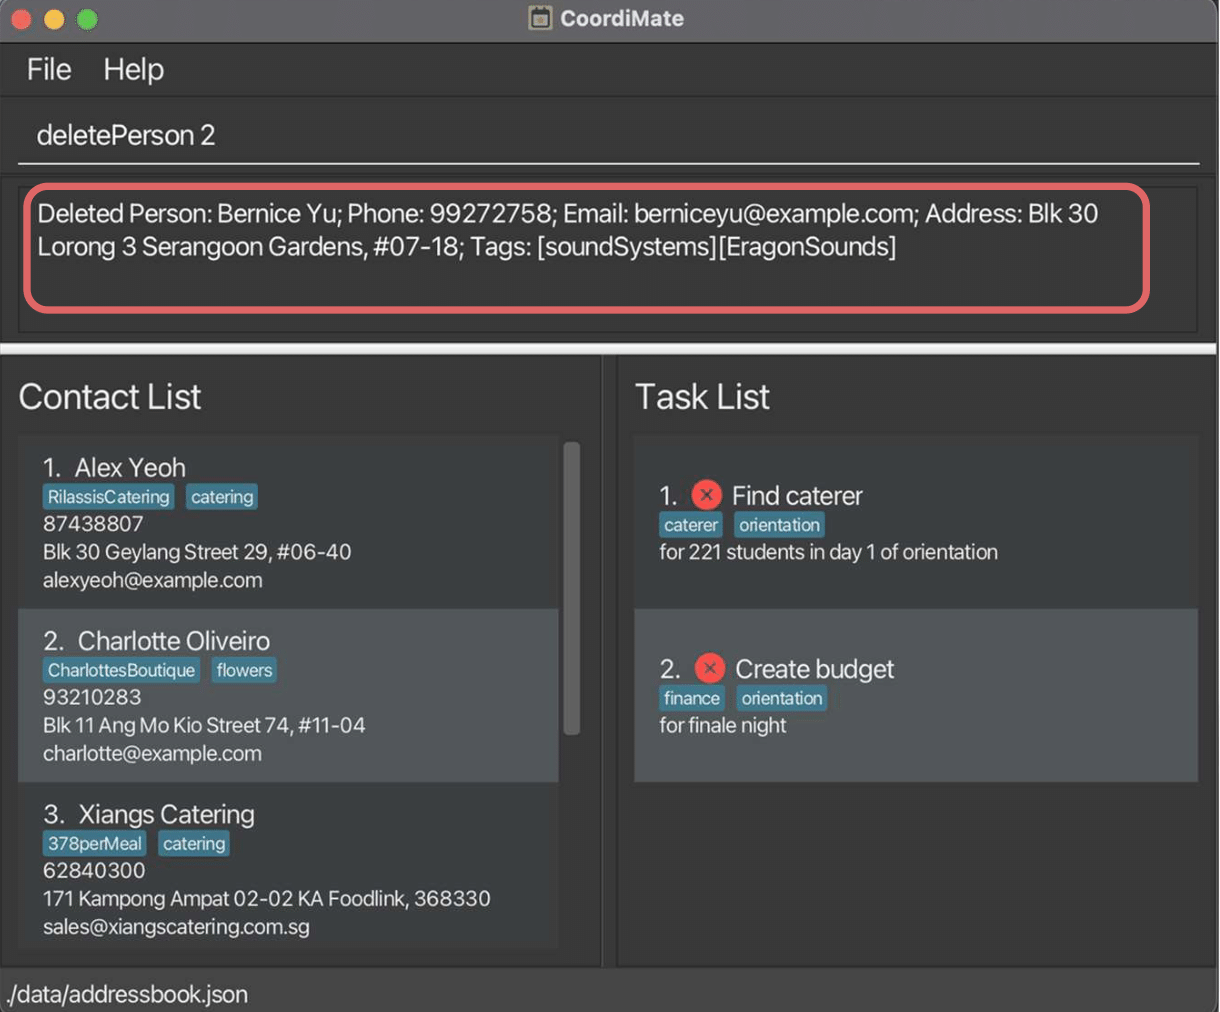 CoordiMate
File Help
deletePerson 2
Deleted Person: Bernice Yu; Phone: 99272758; Email: berniceyu@example.com; Address: Blk 30
Lorong 3 Serangoon Gardens, #07-18; Tags: [soundSystems][EragonSounds]
Contact List
1. Alex Yeoh
RilassisCatering catering
87438807
Blk 30 Geylang Street 29, #06-40
alexyeoh@example.com
2. Charlotte Oliveiro
CharlottesBoutique flowers
93210283
Blk 11 Ang Mo Kio Street 74, #11-04
charlotte@example.com
3. Xiangs Catering
378perMeal catering
62840300
171 Kampong Ampat 02-02 KA Foodlink, 368330
sales@xiangscatering.com.sg
Task List
1. Find caterer
caterer orientation
for 221 students in day 1 of orientation
2. Create budget
finance orientation
for finale night
./data/addressbook.json